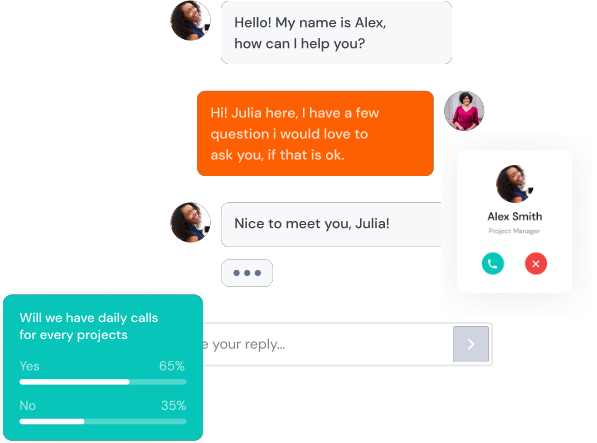 Hello! My name is Alex,
how can I help you?
Hi! Julia here, I have a few
question i would love to
ask you, if that is ok.
Alex Smith
Project Manager
Nice to meet you, Julia!
Will we have daily calls
for every projects
Yes 65%
No 35%
your reply...